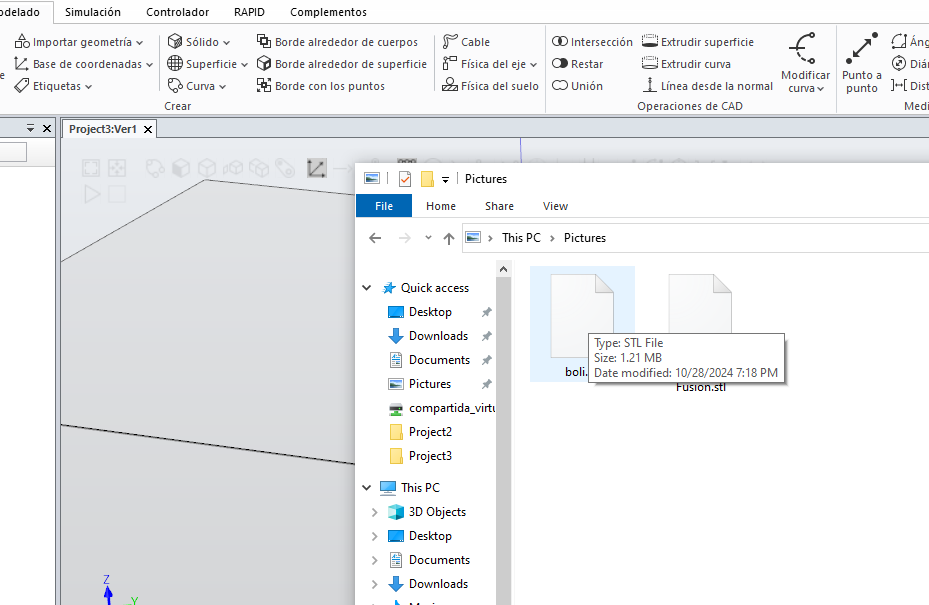 odelado Simulación Controlador RAPID Complementos
Importar geometría Sólido Borde alrededor de cuerpos Cable Intersección Extrudir superficie
Base de coordenadas Superficie Borde alrededor de superficie Física del eje Restar Extrudir curva
Etiquetas Curva Borde con los puntos Física del suelo Unión Línea desde la normal
Modificar curva
Punto a punto
Áng
Diá
Dist
Crear Operaciones de CAD Medi
Project3:Ver1
Pictures
File Home Share View
This PC Pictures
Quick access
Desktop
Downloads
Documents
Pictures
compartida_virtu
Project2
Project3
This PC
3D Objects
Desktop
Documents
Downloads
boli.
Type: STL File
Size: 1.21 MB
Date modified: 10/28/2024 7:18 PM
Fusion.stl
Z
Y